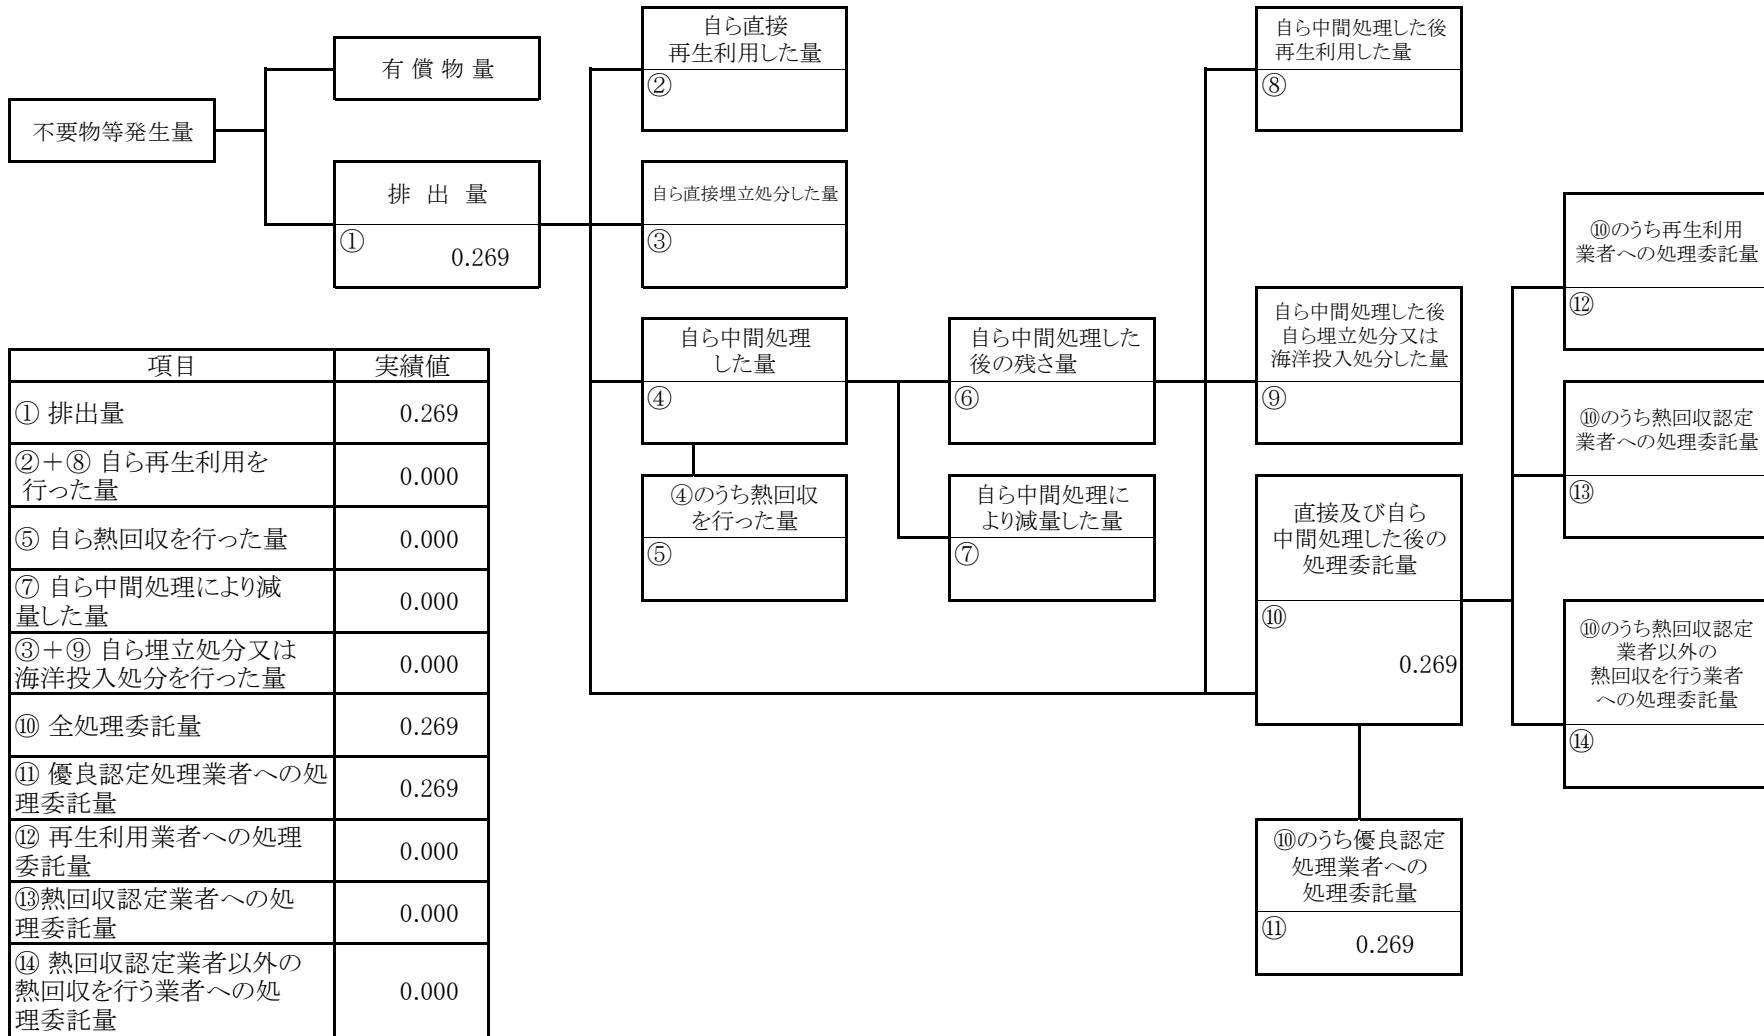 不要物等発生量
有 償 物 量
排 出 量
①
0.269
自ら直接
再生利用した量
②
自ら直接埋立処分した量
③
自ら中間処理
した量
④
④のうち熱回収
を行った量
⑤
自ら中間処理した
後の残さ量
⑥
自ら中間処理に
より減量した量
⑦
自ら中間処理した後
再生利用した量
⑧
自ら中間処理した後
自ら埋立処分又は
海洋投入処分した量
⑨
直接及び自ら
中間処理した後の
処理委託量
⑩
0.269
⑩のうち優良認定
処理業者への
処理委託量
⑪
0.269
⑩のうち再生利用
業者への処理委託量
⑫
⑩のうち熱回収認定
業者への処理委託量
⑬
⑩のうち熱回収認定
業者以外の
熱回収を行う業者
への処理委託量
⑭
項目 実績値
① 排出量 0.269
②+⑧ 自ら再生利用を
行った量 0.000
⑤ 自ら熱回収を行った量 0.000
⑦ 自ら中間処理により減
量した量 0.000
③+⑨ 自ら埋立処分又は
海洋投入処分を行った量 0.000
⑩ 全処理委託量 0.269
⑪ 優良認定処理業者への処
理委託量 0.269
⑫ 再生利用業者への処理
委託量 0.000
⑬熱回収認定業者への処
理委託量 0.000
⑭ 熱回収認定業者以外の
熱回収を行う業者への処
理委託量 0.000